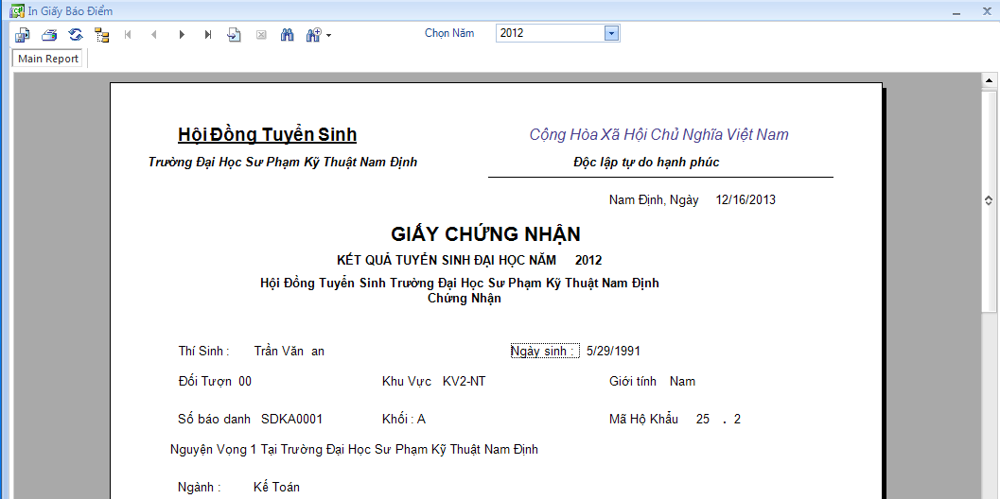 In Giấy Báo Điểm
Chọn Năm 2012
Main Report
Hội Đồng Tuyển Sinh Cộng Hòa Xã Hội Chủ Nghĩa Việt Nam
Trường Đại Học Sư Phạm Kỹ Thuật Nam Định Độc lập tự do hạnh phúc
Nam Định, Ngày 12/16/2013
GIẤY CHỨNG NHẬN
KẾT QUẢ TUYỂN SINH ĐẠI HỌC NĂM 2012
Hội Đồng Tuyển Sinh Trường Đại Học Sư Phạm Kỹ Thuật Nam Định
Chứng Nhận
Thí Sinh : Trần Văn an Ngày sinh : 5/29/1991
Đối Tượn 00 Khu Vực KV2-NT Giới tính Nam
Số báo danh SDKA0001 Khối : A Mã Hộ Khẩu 25 . 2
Nguyện Vọng 1 Tại Trường Đại Học Sư Phạm Kỹ Thuật Nam Định
Ngành : Kế Toán